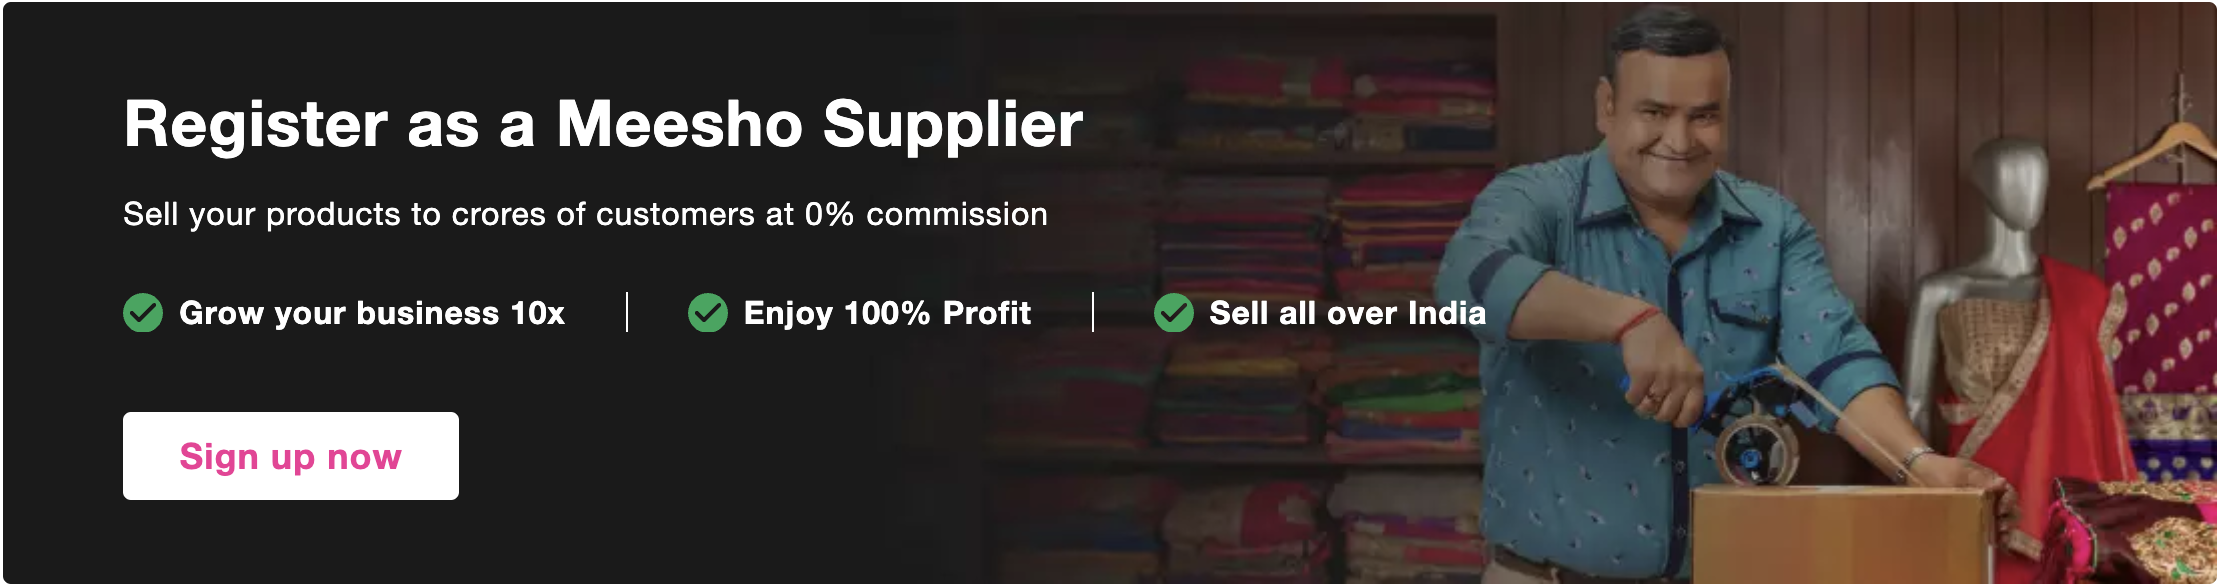 Register as a Meesho Supplier
Sell your products to crores of customers at 0% commission
Grow your business 10x
Enjoy 100% Profit
Sell all over India
Sign up now